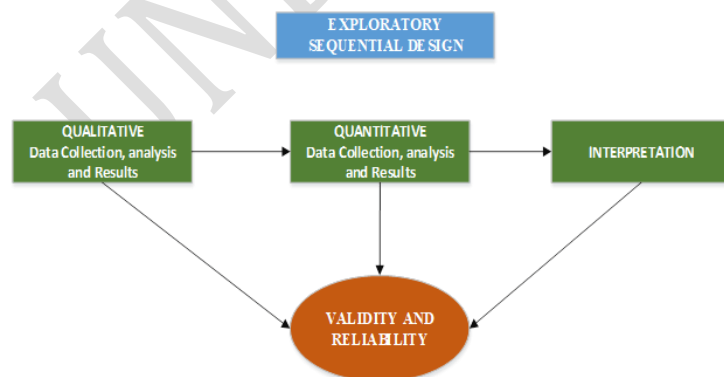 EXPLORATORY
SEQUENTIAL DESIGN
QUALITATIVE
Data Collection, analysis
and Results
QUANTITATIVE
Data Collection, analysis
and Results
INTERPRETATION
VALIDITY AND
RELIABILITY